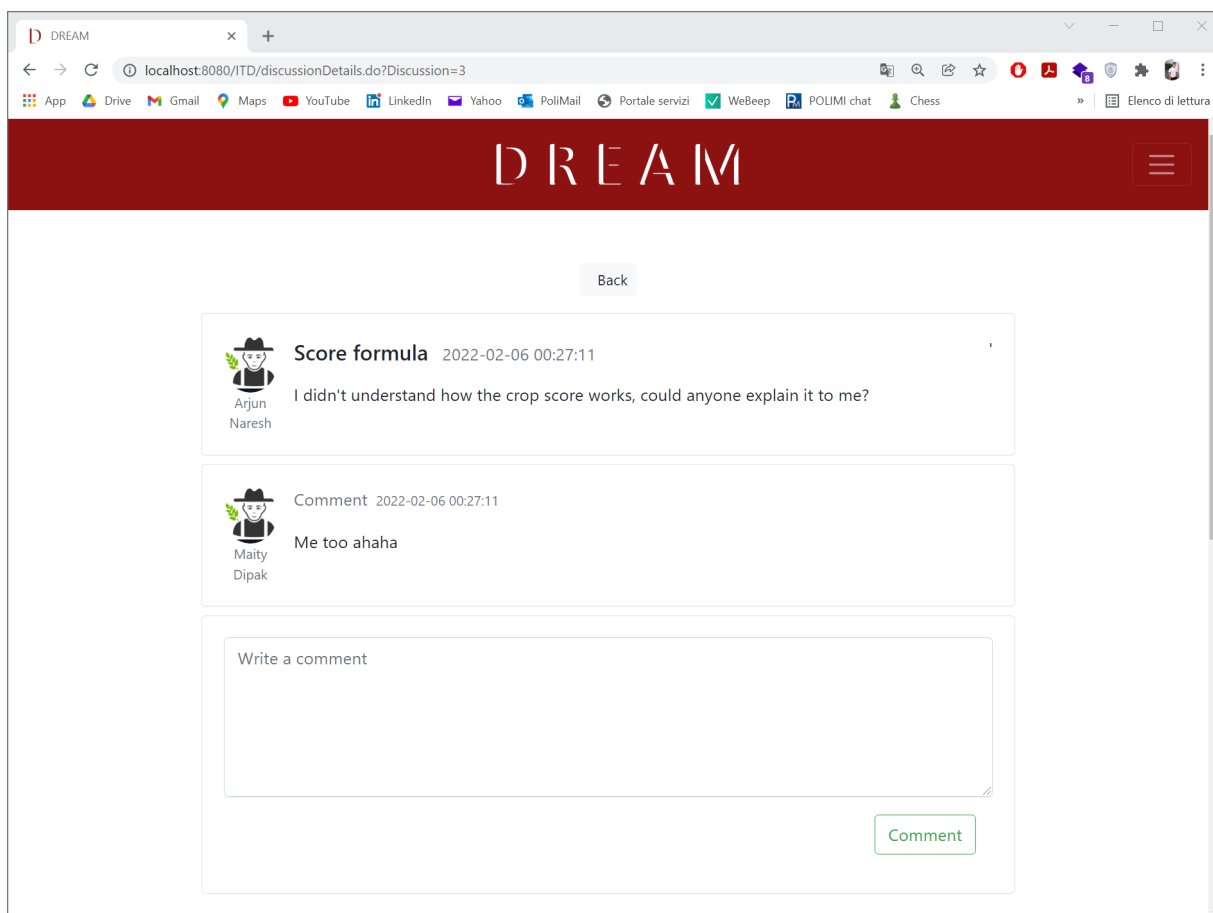 DREAM
localhost:8080/ITD/discussionDetails.do?Discussion=3
8
App Drive Gmail Maps YouTube LinkedIn Yahoo PoliMail Portale servizi WeBeep POLIMI chat Chess » Elenco di lettura
DREAM
Back
Score formula 2022-02-06 00:27:11
I didn't understand how the crop score works, could anyone explain it to me?
Arjun
Naresh
Comment 2022-02-06 00:27:11
Me too ahaha
Maity
Dipak
Write a comment
Comment